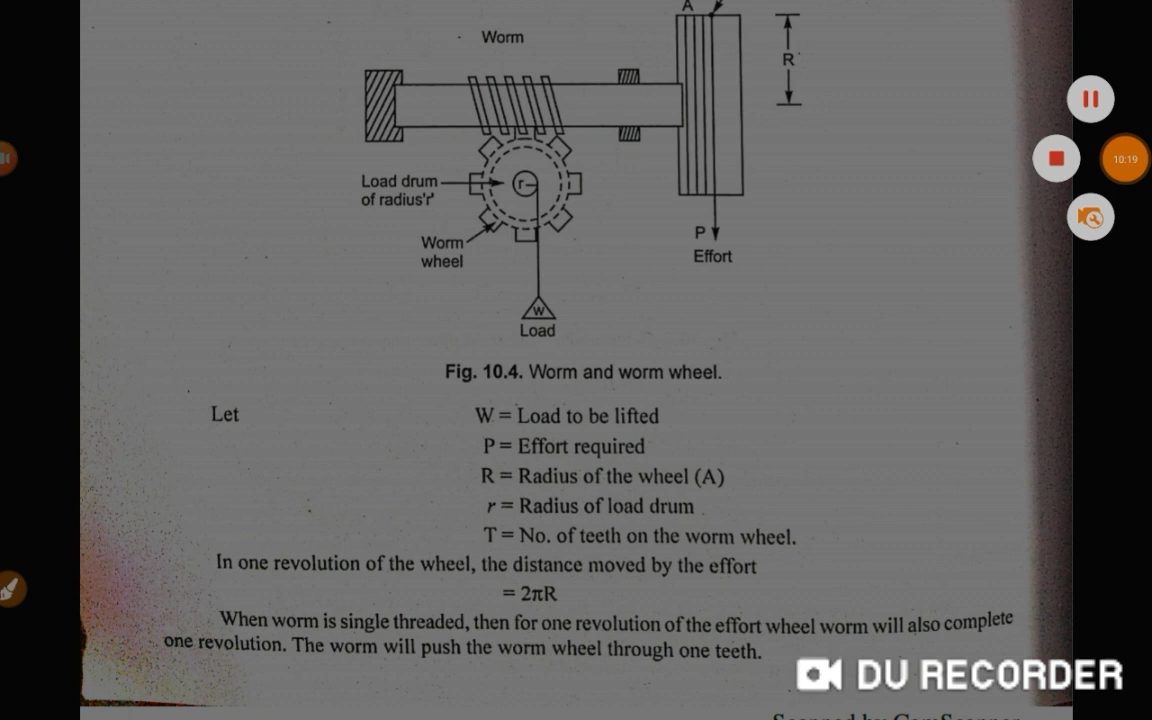 A
Worm
R
10:19
Load drum
of radius'r'
r
Worm
wheel
P
Effort
W
Load
Fig. 10.4. Worm and worm wheel.
Let
W = Load to be lifted
P = Effort required
R = Radius of the wheel (A)
r = Radius of load drum
T = No. of teeth on the worm wheel.
In one revolution of the wheel, the distance moved by the effort
= 2πR
When worm is single threaded, then for one revolution of the effort wheel worm will also complete
one revolution. The worm will push the worm wheel through one teeth.
DU RECORDER
Scanned by CamScanner